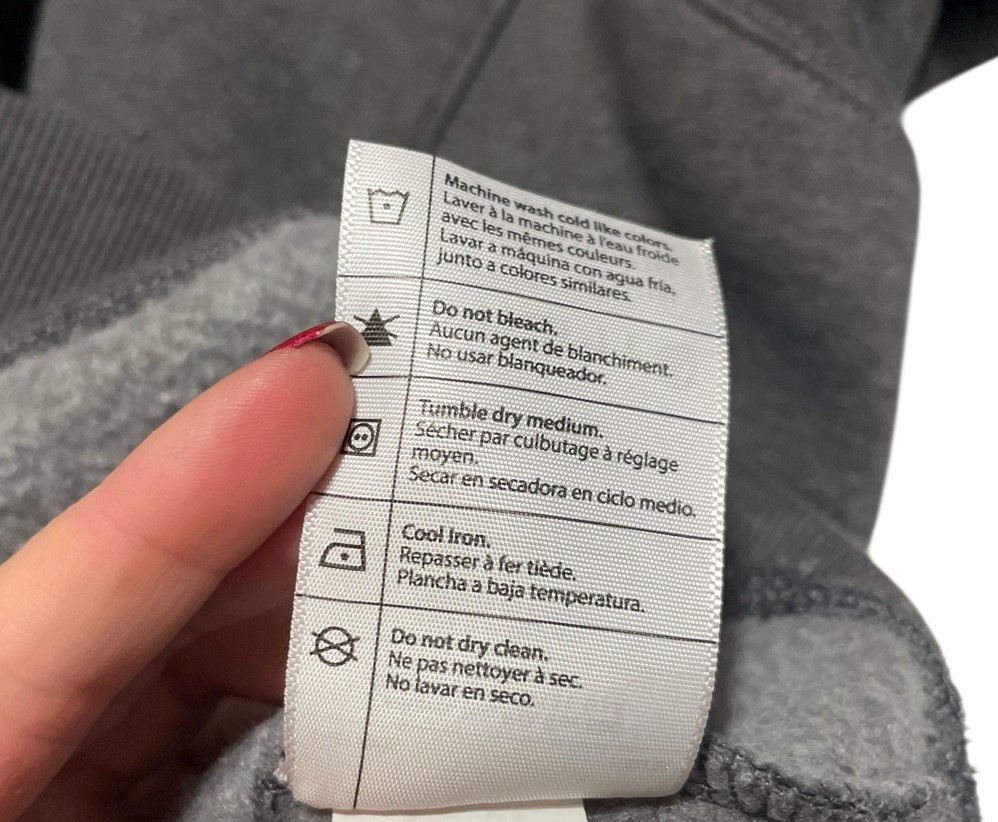 Machine wash cold like colors.
Laver à la machine à l'eau froide
avec les mêmes couleurs.
Lavar a máquina con agua fría,
junto a colores similares.
Do not bleach.
Aucun agent de blanchiment.
No usar blanqueador.
Tumble dry medium.
Sécher par culbutage à réglage
moyen.
Secar en secadora en ciclo medio.
Cool Iron.
Repasser à fer tiède.
Plancha a baja temperatura.
Do not dry clean.
Ne pas nettoyer à sec.
No lavar en seco.